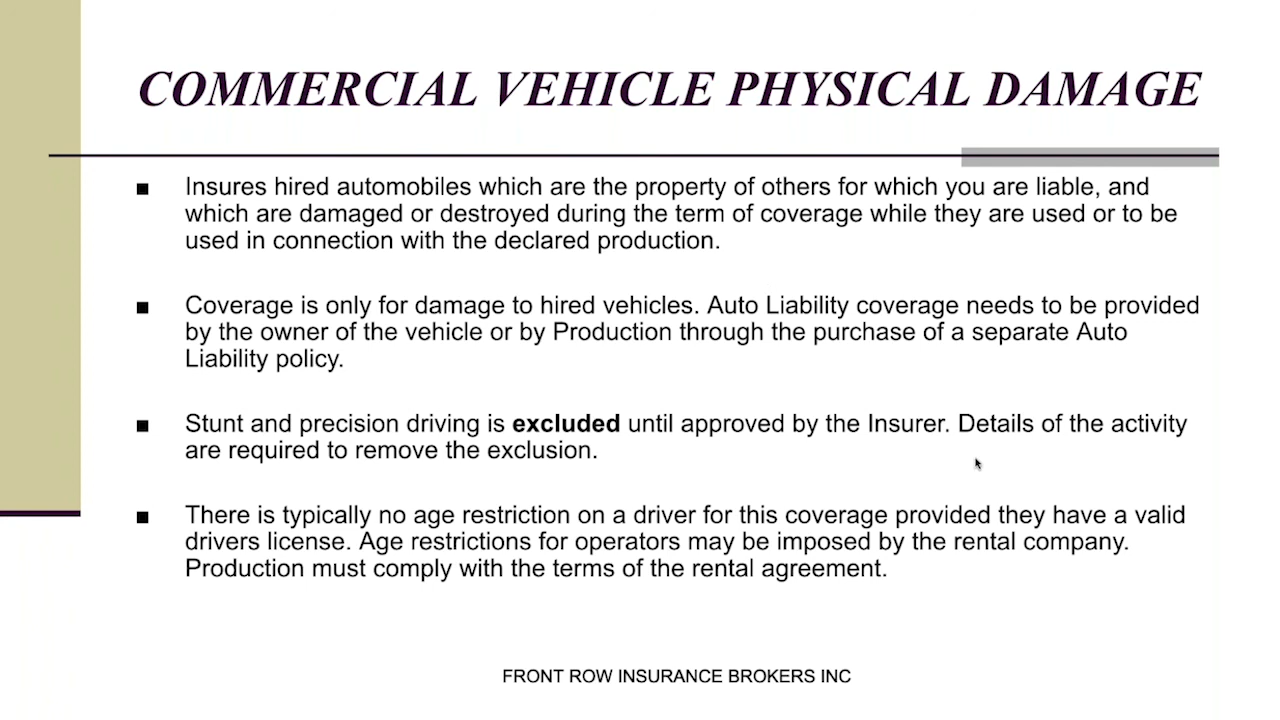 COMMERCIAL VEHICLE PHYSICAL DAMAGE
■ Insures hired automobiles which are the property of others for which you are liable, and
which are damaged or destroyed during the term of coverage while they are used or to be
used in connection with the declared production.
■ Coverage is only for damage to hired vehicles. Auto Liability coverage needs to be provided
by the owner of the vehicle or by Production through the purchase of a separate Auto
Liability policy.
■ Stunt and precision driving is excluded until approved by the Insurer. Details of the activity
are required to remove the exclusion.
■ There is typically no age restriction on a driver for this coverage provided they have a valid
drivers license. Age restrictions for operators may be imposed by the rental company.
Production must comply with the terms of the rental agreement.
FRONT ROW INSURANCE BROKERS INC